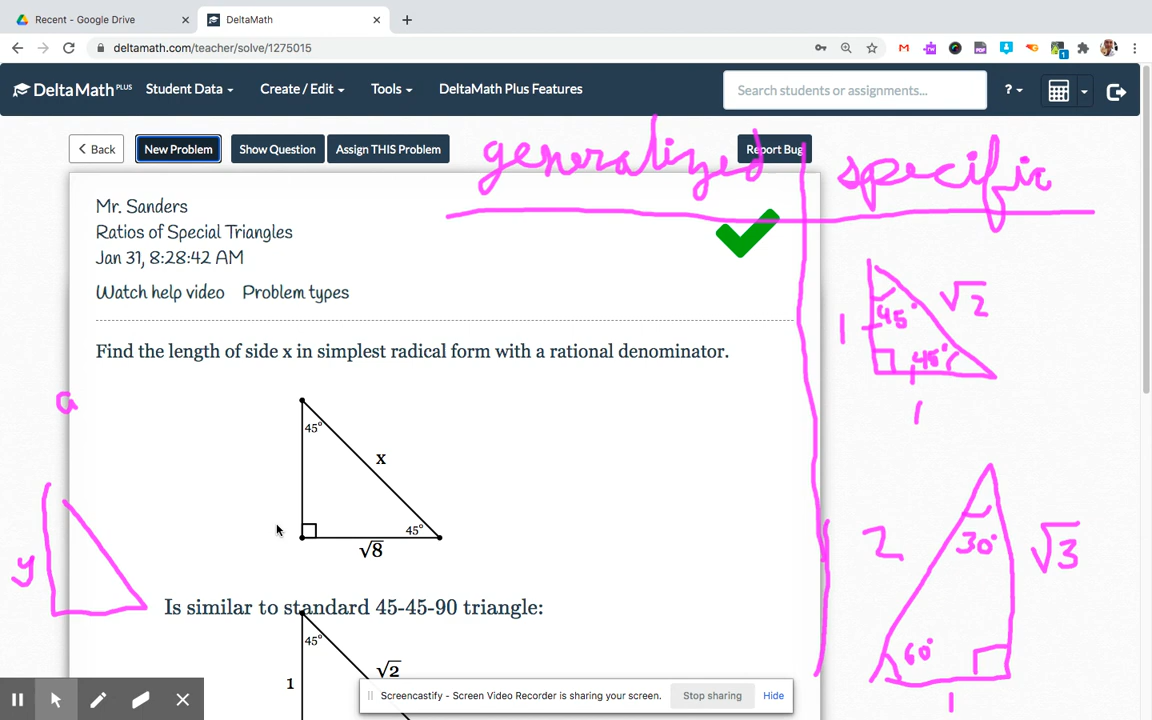 Recent - Google Drive
DeltaMath
deltamath.com/teacher/solve/1275015
DeltaMath PLUS
Student Data
Create / Edit
Tools
DeltaMath Plus Features
Search students or assignments...
?
Back
New Problem
Show Question
Assign THIS Problem
Report Bug
generalized
specific
Mr. Sanders
Ratios of Special Triangles
Jan 31, 8:28:42 AM
Watch help video
Problem types
Find the length of side x in simplest radical form with a rational denominator.
45°
x
45°
√8
a
y
1
45°
√2
45°
1
2
30°
√3
60°
1
Is similar to standard 45-45-90 triangle:
45°
√2
1
Screencastify - Screen Video Recorder is sharing your screen.
Stop sharing
Hide